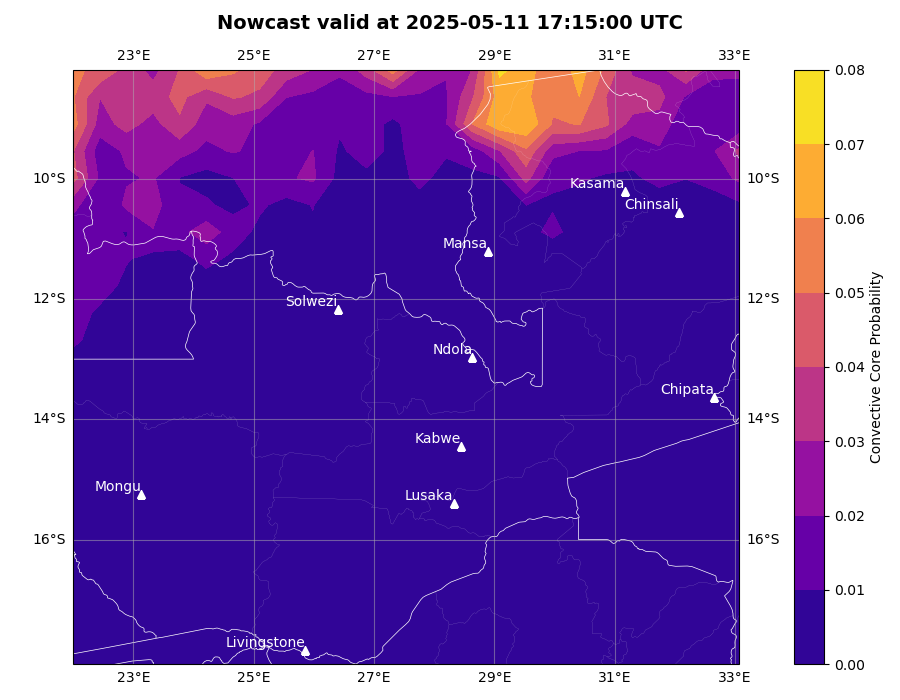 Nowcast valid at 2025-05-11 17:15:00 UTC
23°E 25°E 27°E 29°E 31°E 33°E
0.08
0.07
10°S Kasama 10°S
Chinsali
0.06
Mansa
0.05
12°S Solwezi 12°S
Ndola
0.04
Chipata
14°S 14°S
Kabwe
0.03
Mongu Lusaka
0.02
16°S 16°S
0.01
Livingstone
0.00
23°E 25°E 27°E 29°E 31°E 33°E
Convective Core Probability